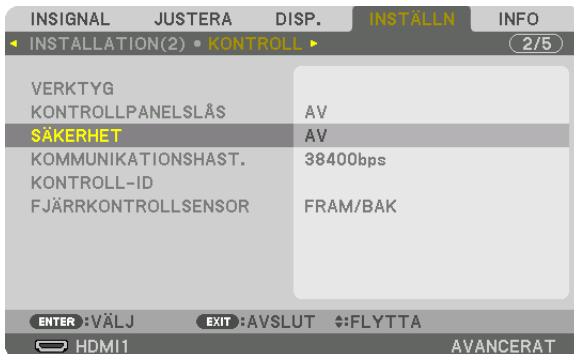 INSIGNAL JUSTERA DISP. INSTÄLLN INFO
INSTALLATION(2) • KONTROLL 2/5
VERKTYG
KONTROLLPANELSLÅS AV
SÄKERHET AV
KOMMUNIKATIONSHAST. 38400bps
KONTROLL-ID
FJÄRRKONTROLLSENSOR FRAM/BAK
ENTER :VÄLJ EXIT :AVSLUT :FLYTTA
HDMI1 AVANCERAT